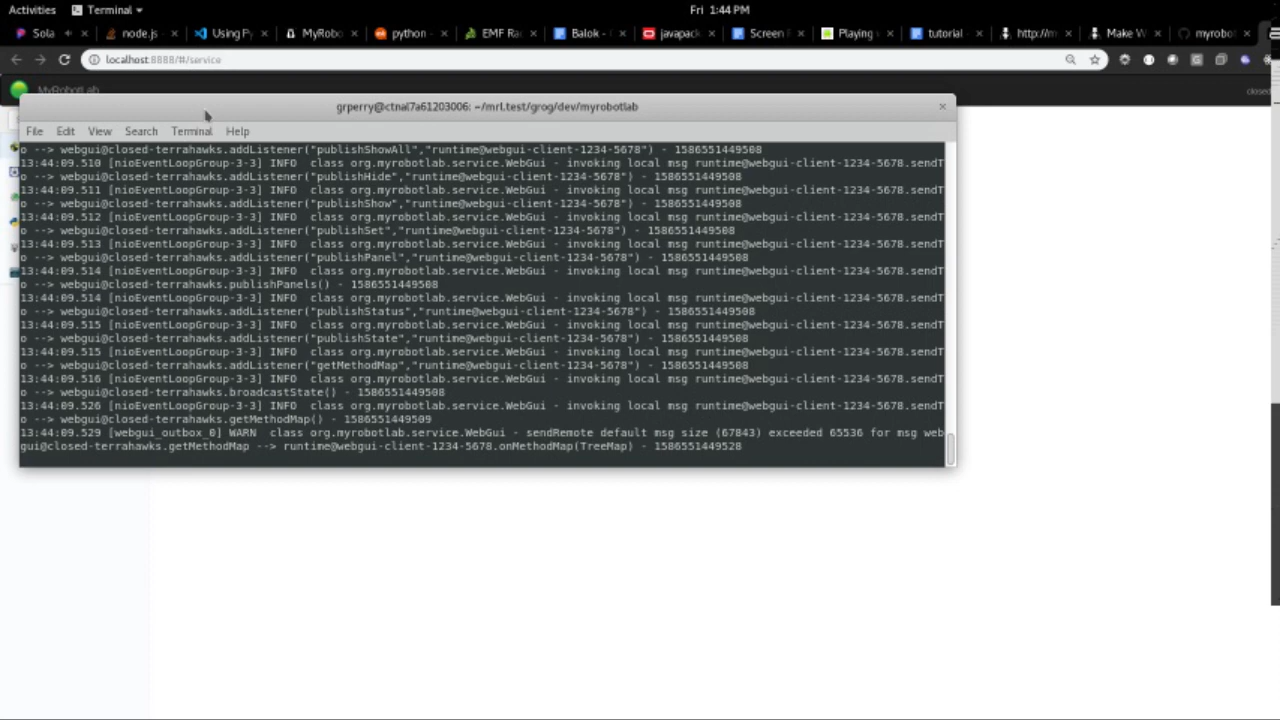 Activities Terminal Fri 1:44 PM
Sola node.js - Using Py MyRobo python - EMF Ra Balok - javapack Screen F Playing tutorial - http://m Make W myrobot
localhost:8888/#/service
MyRobotLab closed
grperry@ctnal7a61203006: ~/mrl.test/grog/dev/myrobotlab
File Edit View Search Terminal Help
o --> webgui@closed-terrahawks.addListener("publishShowAll","runtime@webgui-client-1234-5678") - 1586551449508
13:44:09.510 [nioEventLoopGroup-3-3] INFO  class org.myrobotlab.service.WebGui - invoking local msg runtime@webgui-client-1234-5678.sendT
o --> webgui@closed-terrahawks.addListener("publishHide","runtime@webgui-client-1234-5678") - 1586551449508
13:44:09.511 [nioEventLoopGroup-3-3] INFO  class org.myrobotlab.service.WebGui - invoking local msg runtime@webgui-client-1234-5678.sendT
o --> webgui@closed-terrahawks.addListener("publishShow","runtime@webgui-client-1234-5678") - 1586551449508
13:44:09.512 [nioEventLoopGroup-3-3] INFO  class org.myrobotlab.service.WebGui - invoking local msg runtime@webgui-client-1234-5678.sendT
o --> webgui@closed-terrahawks.addListener("publishSet","runtime@webgui-client-1234-5678") - 1586551449508
13:44:09.513 [nioEventLoopGroup-3-3] INFO  class org.myrobotlab.service.WebGui - invoking local msg runtime@webgui-client-1234-5678.sendT
o --> webgui@closed-terrahawks.addListener("publishPanel","runtime@webgui-client-1234-5678") - 1586551449508
13:44:09.514 [nioEventLoopGroup-3-3] INFO  class org.myrobotlab.service.WebGui - invoking local msg runtime@webgui-client-1234-5678.sendT
o --> webgui@closed-terrahawks.publishPanels() - 1586551449508
13:44:09.514 [nioEventLoopGroup-3-3] INFO  class org.myrobotlab.service.WebGui - invoking local msg runtime@webgui-client-1234-5678.sendT
o --> webgui@closed-terrahawks.addListener("publishStatus","runtime@webgui-client-1234-5678") - 1586551449508
13:44:09.515 [nioEventLoopGroup-3-3] INFO  class org.myrobotlab.service.WebGui - invoking local msg runtime@webgui-client-1234-5678.sendT
o --> webgui@closed-terrahawks.addListener("publishState","runtime@webgui-client-1234-5678") - 1586551449508
13:44:09.515 [nioEventLoopGroup-3-3] INFO  class org.myrobotlab.service.WebGui - invoking local msg runtime@webgui-client-1234-5678.sendT
o --> webgui@closed-terrahawks.addListener("getMethodMap","runtime@webgui-client-1234-5678") - 1586551449508
13:44:09.516 [nioEventLoopGroup-3-3] INFO  class org.myrobotlab.service.WebGui - invoking local msg runtime@webgui-client-1234-5678.sendT
o --> webgui@closed-terrahawks.broadcastState() - 1586551449508
13:44:09.526 [nioEventLoopGroup-3-3] INFO  class org.myrobotlab.service.WebGui - invoking local msg runtime@webgui-client-1234-5678.sendT
o --> webgui@closed-terrahawks.getMethodMap() - 1586551449509
13:44:09.529 [webgui_outbox_0] WARN  class org.myrobotlab.service.WebGui - sendRemote default msg size (67843) exceeded 65536 for msg web
gui@closed-terrahawks.getMethodMap --> runtime@webgui-client-1234-5678.onMethodMap(TreeMap) - 1586551449528